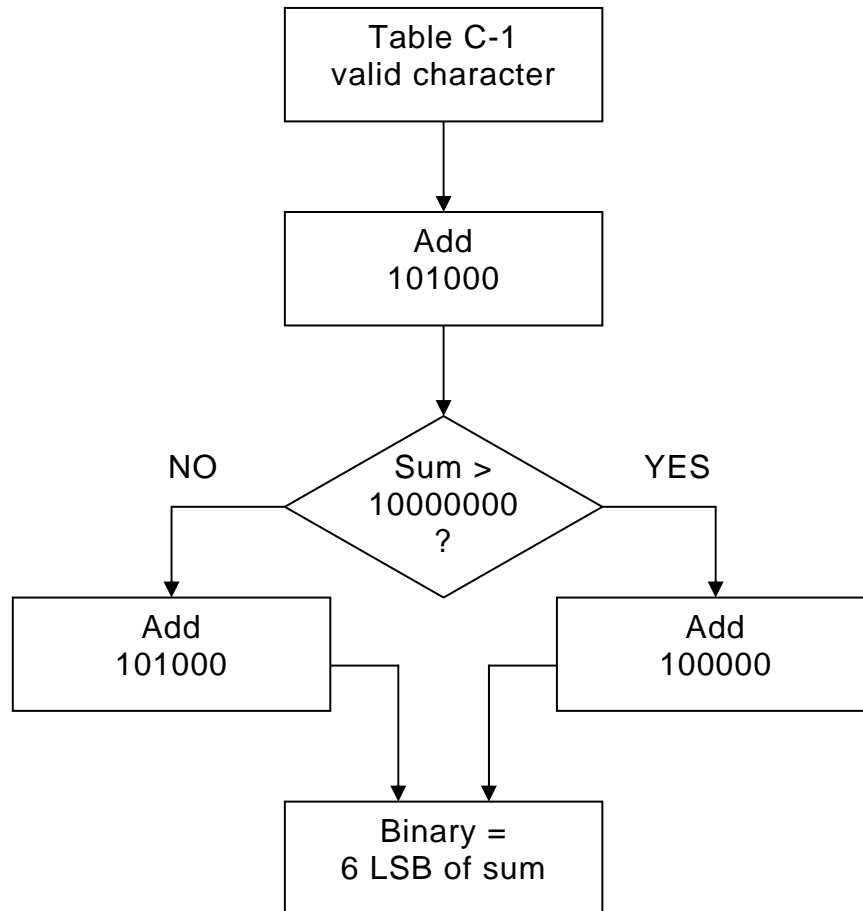 Table C-1
valid character
Add
101000
Sum >
10000000
?
NO
YES
Add
101000
Add
100000
Binary =
6 LSB of sum